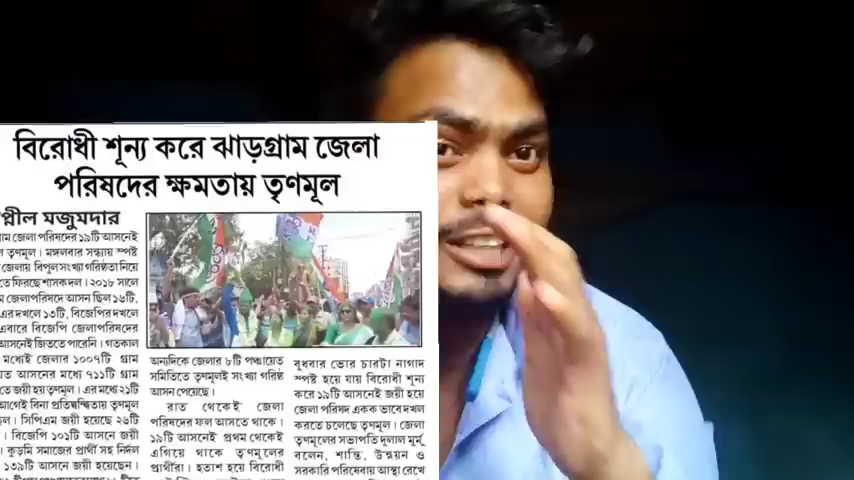 বিরোধী শূন্য করে ঝাড়গ্রাম জেলা
পরিষদের ক্ষমতায় তৃণমূল
মজুমদার
জেলা পরিষদের ১৯টি আসনেই
তৃণমূল। মঙ্গলবার সন্ধ্যায় স্পষ্ট
জেলায় বিপুল সংখ্যা গরিষ্ঠতা নিয়ে
ফিরছে শাসকদল। ২০১৮ সালে
জেলাপরিষদে আসন ছিল ১৬টি,
এর দখলে ১৩টি, বিজেপির দখলে
এবারে বিজেপি জেলাপরিষদের
আসনেই জিততে পারেনি। গতকাল
মধ্যেই জেলার ১০০৭টি গ্রাম
আসনের মধ্যে ৭১১টি গ্রাম
জয়ী হয় তৃণমূল। এর মধ্যে ২১টি
আগেই বিনা প্রতিদ্বন্দ্বিতায় তৃণমূল
সিপিএম জয়ী হয়েছে ২৬টি
বিজেপি ১০১টি আসনে জয়ী
কুড়মি সমাজের প্রার্থী সহ নির্দল
১৩৯টি আসনে জয়ী হয়েছেন।
অন্যদিকে জেলার ৮টি পঞ্চায়েত
সমিতিতে তৃণমূলই সংখ্যা গরিষ্ঠ
আসন পেয়েছে।
রাত থেকেই জেলা
পরিষদের ফল আসতে থাকে।
১৯টি আসনেই প্রথম থেকেই
এগিয়ে থাকে তৃণমূলের
প্রার্থীরা। হতাশ হয়ে বিরোধী
বুধবার ভোর চারটা নাগাদ
স্পষ্ট হয়ে যায় বিরোধী শূন্য
করে ১৯টি আসনেই জয়ী হয়ে
জেলা পরিষদ একক ভাবে দখল
করতে চলেছে তৃণমূল। জেলা
তৃণমূলের সভাপতি দুলাল মুর্মু
বলেন, শান্তি, উন্নয়ন ও
সরকারি পরিষেবায় আস্থা রেখে